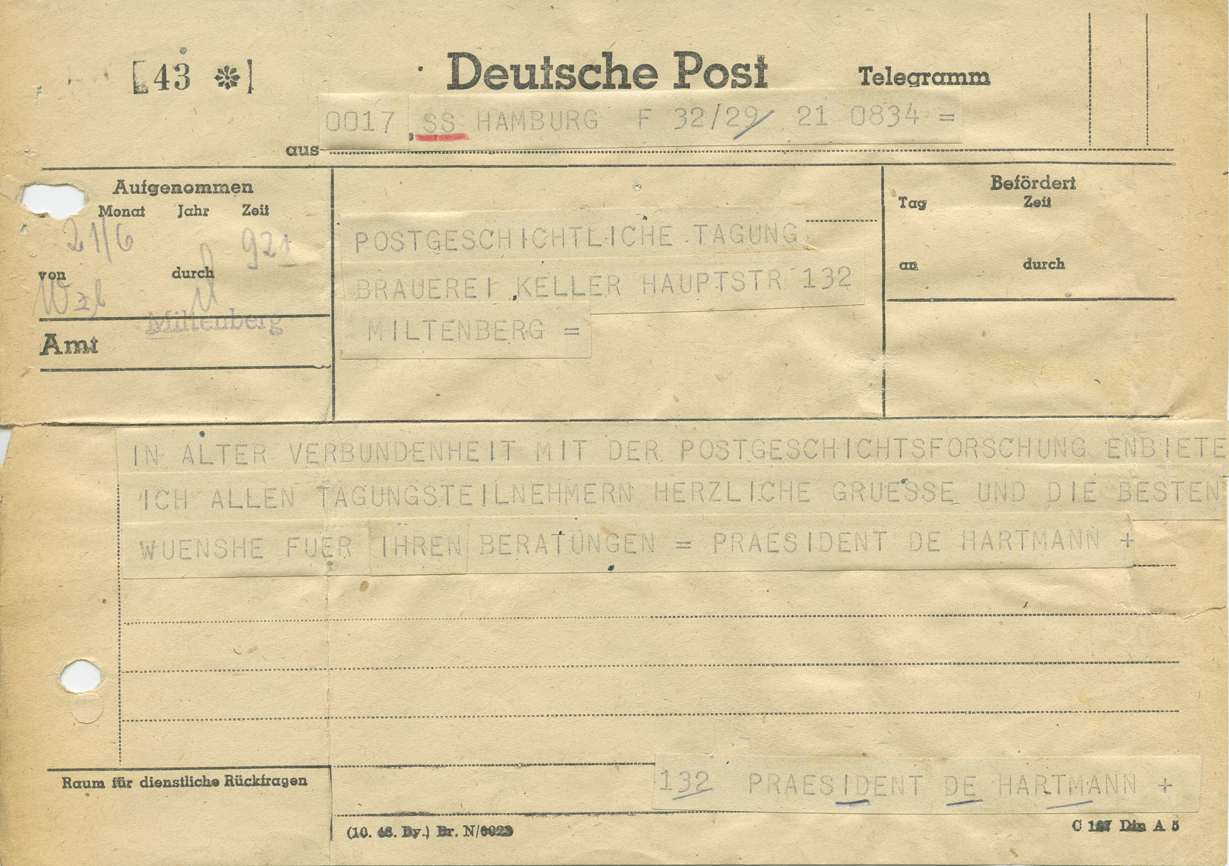 [43 ❋]
Deutsche Post
Telegramm
0017 SS HAMBURG F 32/29 21 0834 =
aus
Aufgenommen
Monat Jahr Zeit
21/6 921
von durch
Miltenberg
Amt
POSTGESCHICHTLICHE TAGUNG
BRAUEREI KELLER HAUPTSTR 132
MILTENBERG =
Befördert
Tag Zeit
an durch
IN ALTER VERBUNDENHEIT MIT DER POSTGESCHICHTSFORSCHUNG ENBIETE
ICH ALLEN TAGUNGSTEILNEHMERN HERZLICHE GRUESSE UND DIE BESTEN
WUENSHE FUER IHREN BERATUNGEN = PRAESIDENT DE HARTMANN +
Raum für dienstliche Rückfragen
132 PRAESIDENT DE HARTMANN +
(10. 48. By.) Br. N/
C Din A 5